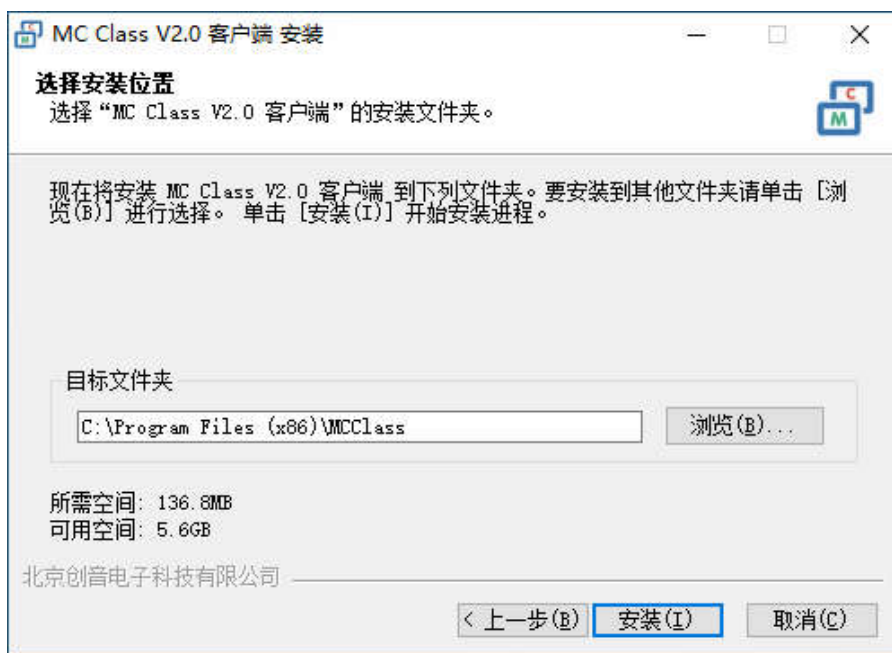 MC Class V2.0 客户端 安装
选择安装位置
选择“MC Class V2.0 客户端”的安装文件夹。
C
M
现在将安装 MC Class V2.0 客户端 到下列文件夹。要安装到其他文件夹请单击 [浏
览(B)] 进行选择。 单击 [安装(I)] 开始安装进程。
目标文件夹
C:\Program Files (x86)\MCClass
浏览(B)...
所需空间: 136.8MB
可用空间: 5.6GB
北京创音电子科技有限公司
< 上一步(B)
安装(I)
取消(C)